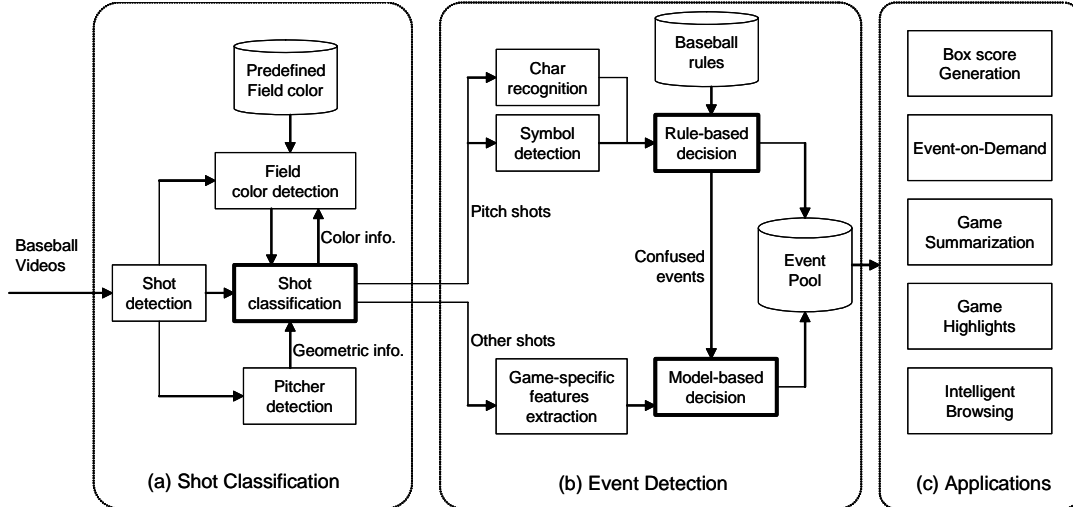 Baseball
Videos
Predefined
Field color
Field
color detection
Color info.
Shot
detection
Shot
classification
Geometric info.
Pitcher
detection
(a) Shot Classification
Char
recognition
Symbol
detection
Baseball
rules
Rule-based
decision
Pitch shots
Confused
events
Event
Pool
Other shots
Game-specific
features
extraction
Model-based
decision
(b) Event Detection
Box score
Generation
Event-on-Demand
Game
Summarization
Game
Highlights
Intelligent
Browsing
(c) Applications